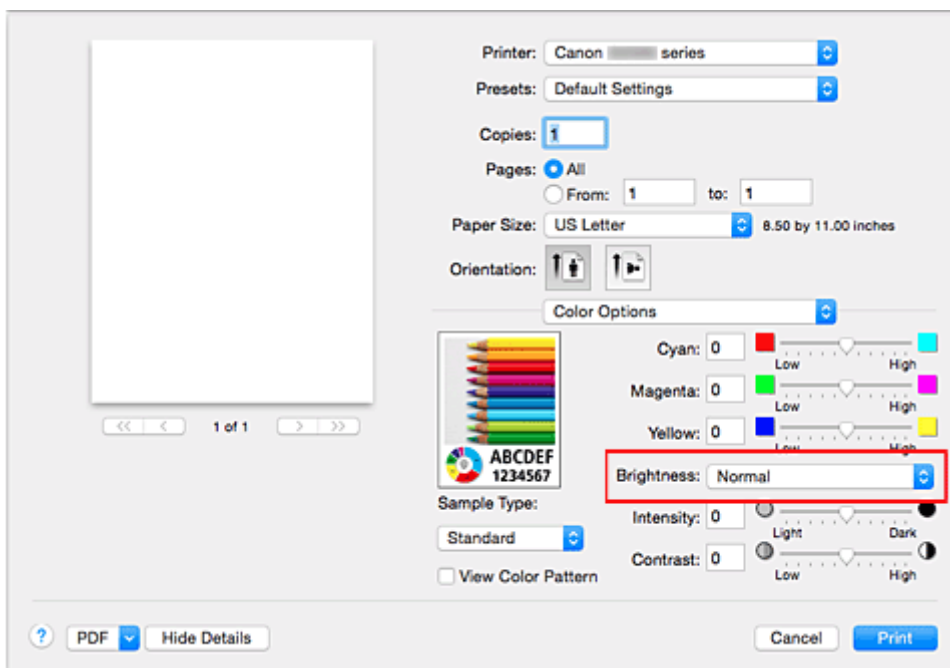 Printer: Canon series
Presets: Default Settings
Copies: 1
Pages: All
From: 1 to: 1
Paper Size: US Letter 8.50 by 11.00 inches
Orientation:
Color Options
Cyan: 0
Low High
Magenta: 0
Low High
1 of 1
Yellow: 0
Low High
ABCDEF
1234567
Brightness: Normal
Sample Type:
Intensity: 0
Light Dark
Standard
Contrast: 0
Low High
View Color Pattern
? PDF Hide Details Cancel Print